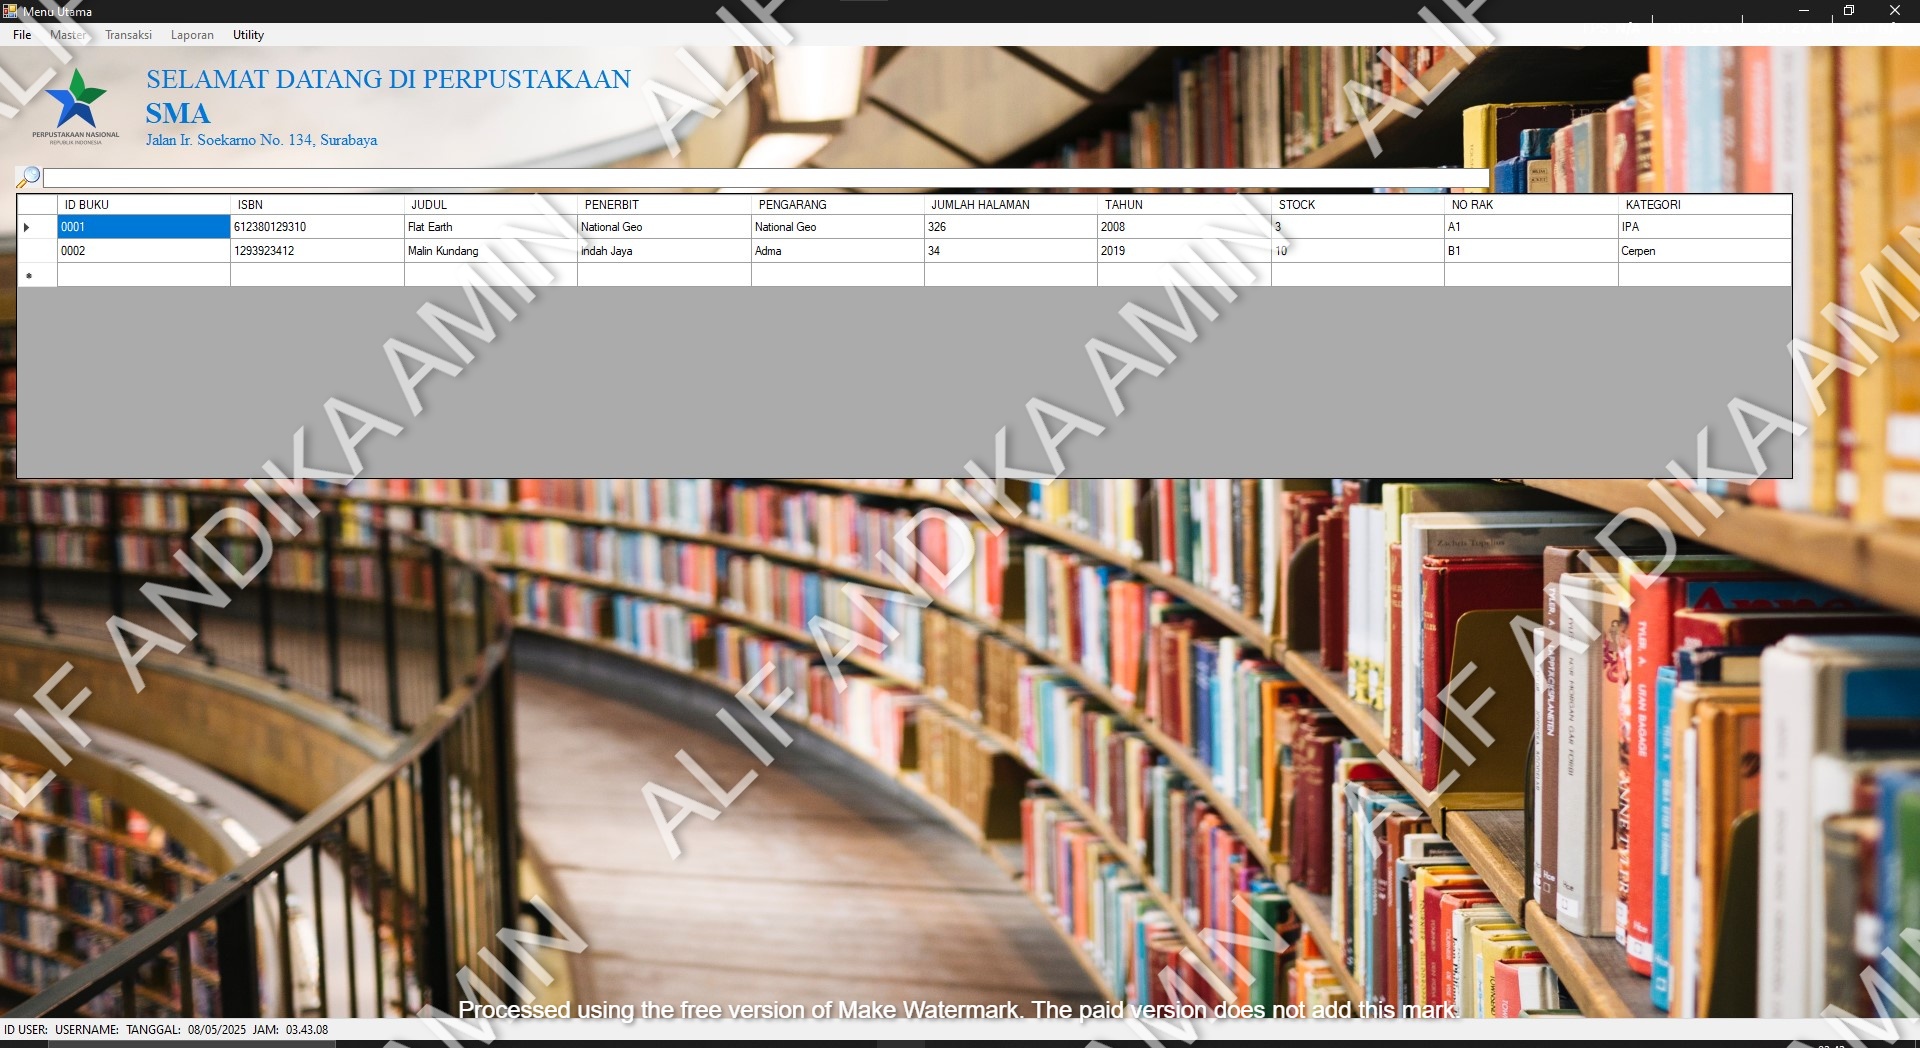 Menu Utama
File Master Transaksi Laporan Utility
PERPUSTAKAAN NASIONAL
REPUBLIK INDONESIA
SELAMAT DATANG DI PERPUSTAKAAN
SMA
Jalan Ir. Soekarno No. 134, Surabaya
ID BUKU ISBN JUDUL PENERBIT PENGARANG JUMLAH HALAMAN TAHUN STOCK NO RAK KATEGORI
0001 612380129310 Flat Earth National Geo National Geo 326 2008 3 A1 IPA
0002 1293923412 Malin Kundang Indah Jaya Adma 34 2019 10 B1 Cerpen
ALIF ANDIKA AMIN
ALIF ANDIKA AMIN
ALIF ANDIKA AMIN
Processed using the free version of Make Watermark. The paid version does not add this mark.
ID USER: USERNAME: TANGGAL: 08/05/2025 JAM: 03.43.08